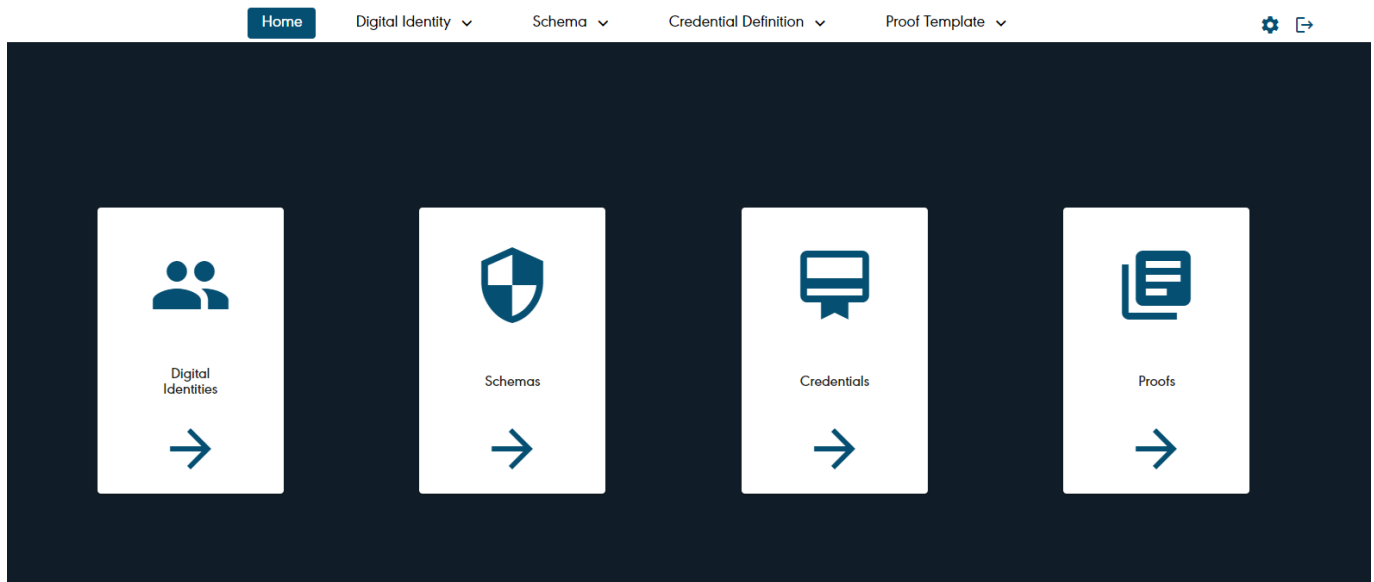 Home
Digital Identity
Schema
Credential Definition
Proof Template
Digital
Identities
Schemas
Credentials
Proofs